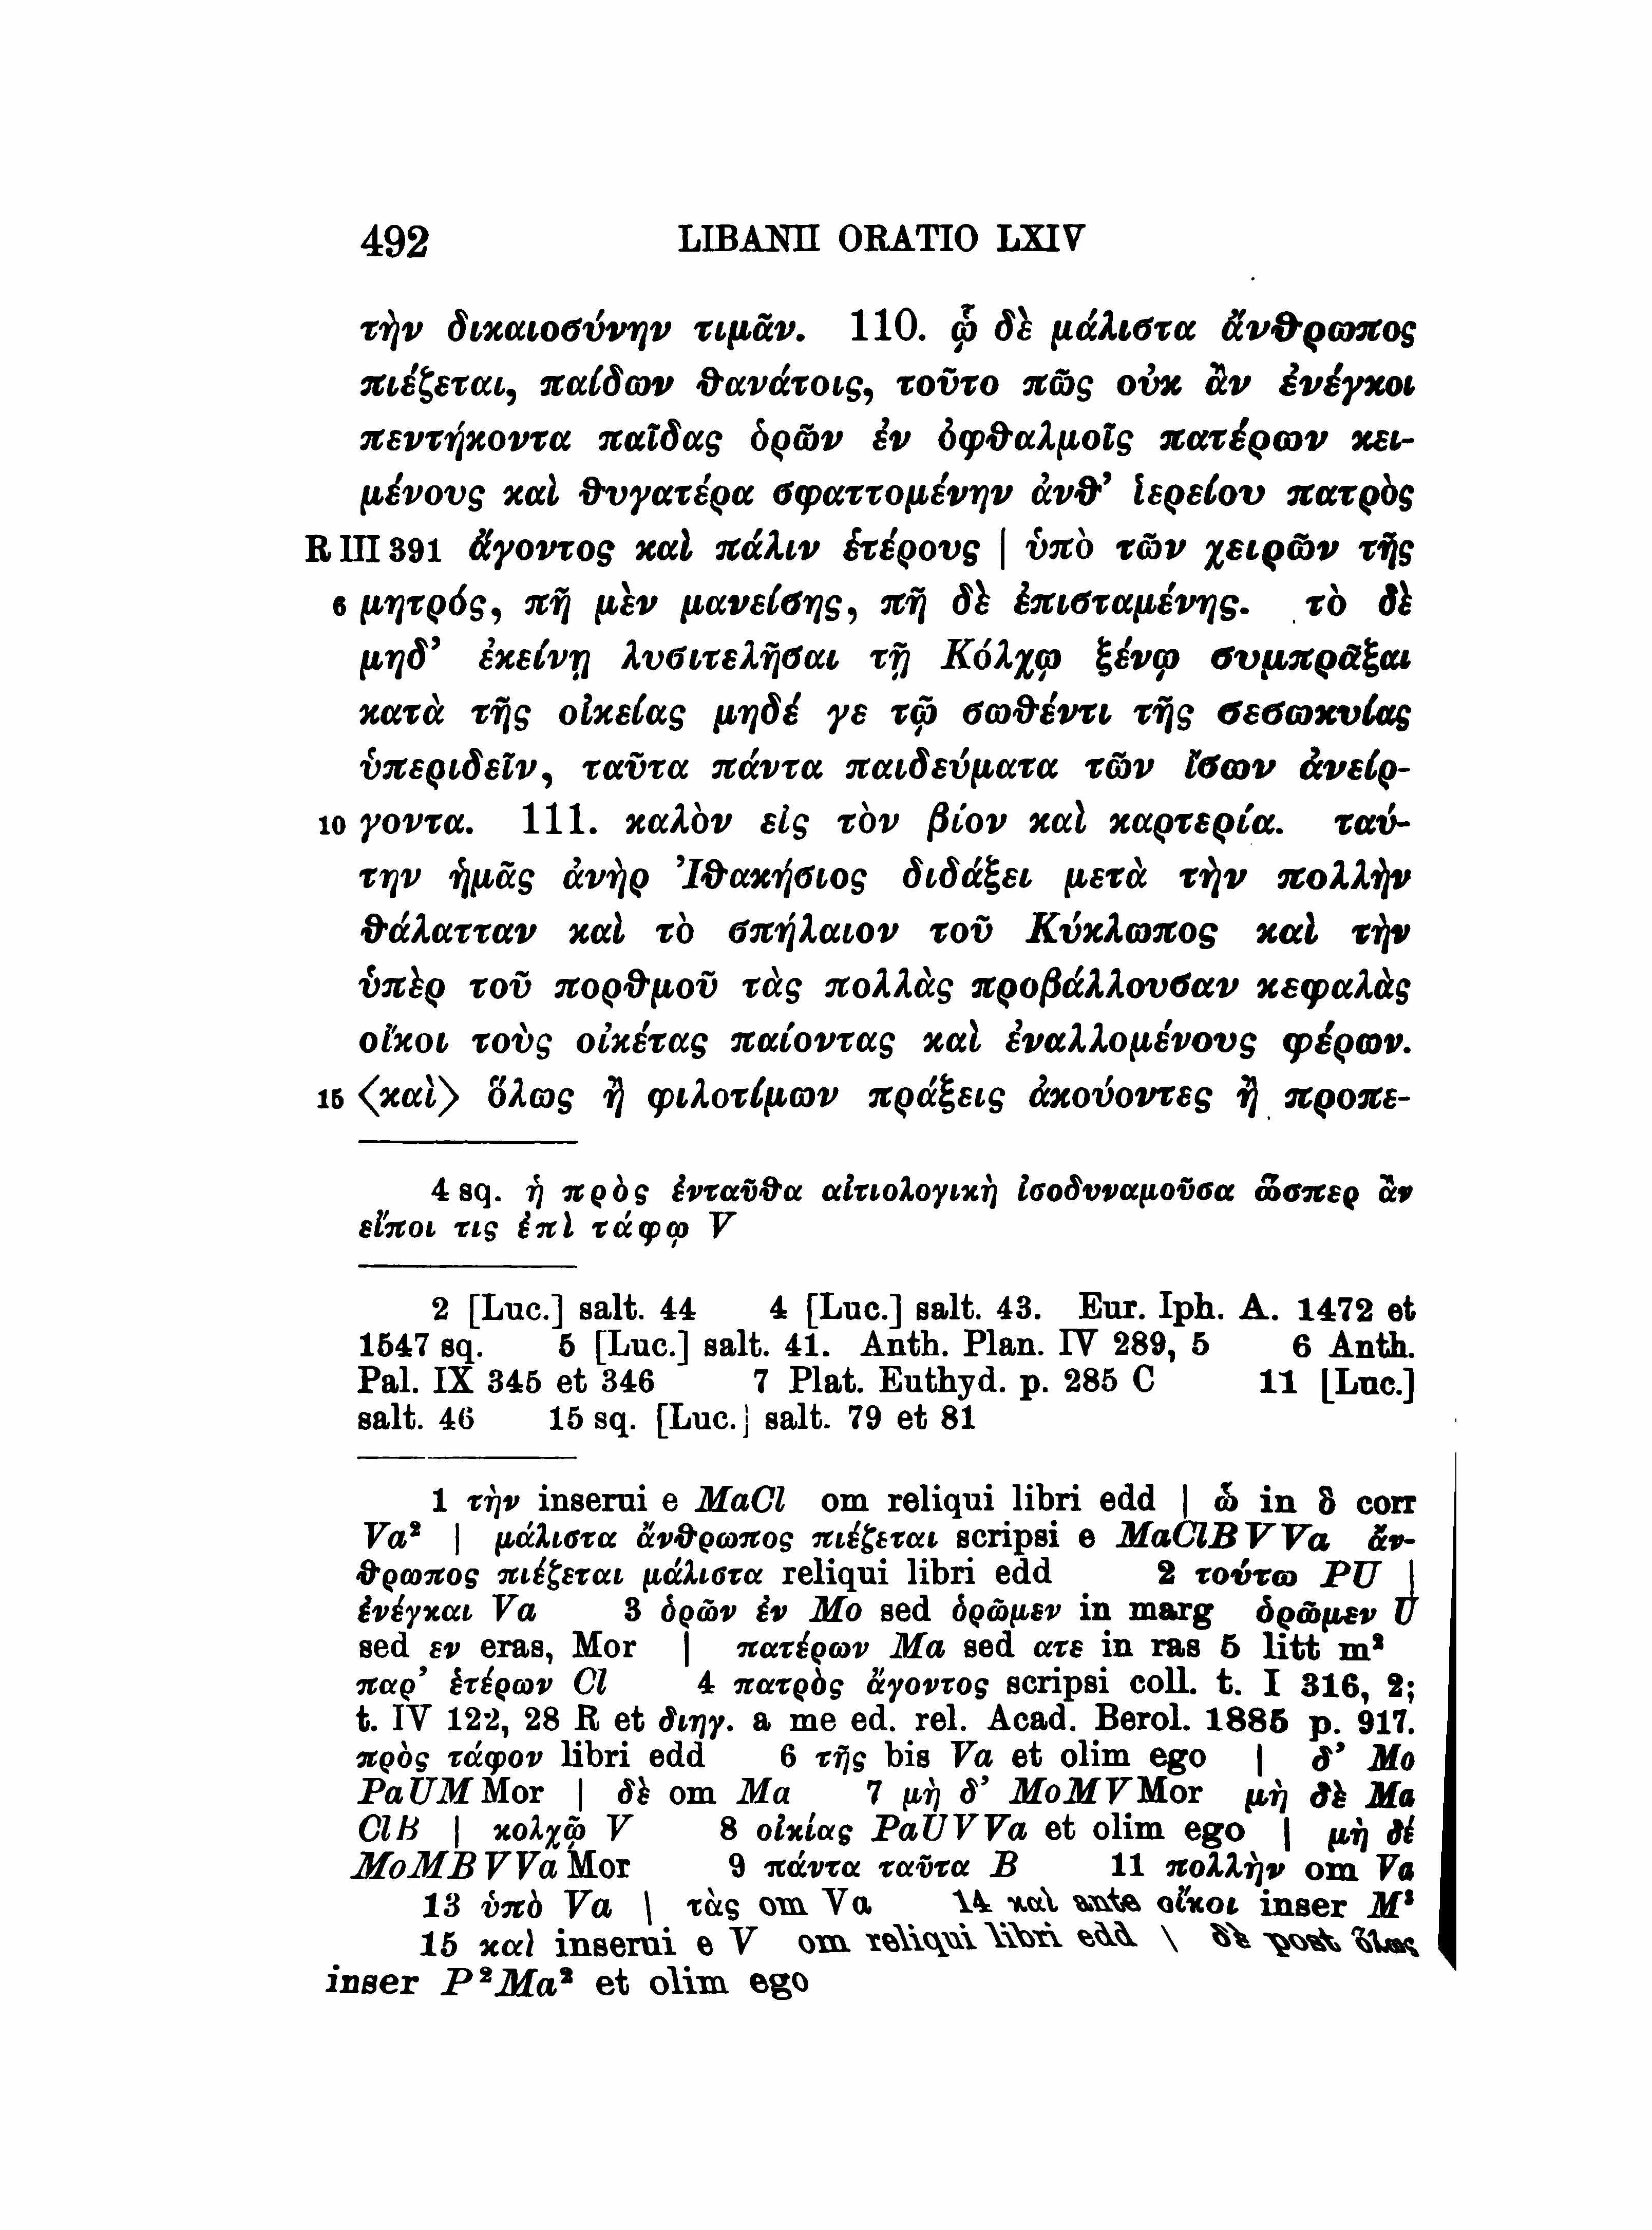 492 LIBANII ORATIO LXIV
τὴν δικαιοσύνην τιμᾶν. 110. ᾧ δὲ μάλιστα ἄνθρωπος
πιέζεται, παίδων θανάτοις, τοῦτο πῶς οὐκ ἂν ἐνέγκοι
πεντήκοντα παῖδας ὁρῶν ἐν ὀφθαλμοῖς πατέρων κει-
μένους καὶ θυγατέρα σφαττομένην ἀνθ’ ἱερείου πατρὸς
R III 391 ἄγοντος καὶ πάλιν ἑτέρους | ὑπὸ τῶν χειρῶν τῆς
6 μητρός, πῆ μὲν μανείσης, πῆ δὲ ἐπισταμένης. τὸ δὲ
μηδ’ ἐκείνῃ λυσιτελῆσαι τῇ Κόλχῳ ξένῳ συμπρᾶξαι
κατὰ τῆς οἰκείας μηδέ γε τῷ σωθέντι τῆς σεσωκυίας
ὑπεριδεῖν, ταῦτα πάντα παιδεύματα τῶν ἴσων ἀνείρ-
10 γοντα. 111. καλὸν εἰς τὸν βίον καὶ καρτερία. ταύ-
την ἡμᾶς ἀνὴρ Ἰθακήσιος διδάξει μετὰ τὴν πολλὴν
θάλατταν καὶ τὸ σπήλαιον τοῦ Κύκλωπος καὶ τὴν
ὑπὲρ τοῦ πορθμοῦ τὰς πολλὰς προβάλλουσαν κεφαλὰς
οἴκοι τοὺς οἰκέτας παίοντας καὶ ἐναλλομένους φέρων.
15 ⟨καὶ⟩ ὅλως ἢ φιλοτίμων πράξεις ἀκούοντες ἢ προπε-
4 sq. ἡ πρὸς ἐνταῦθα αἰτιολογικὴ ἰσοδυναμοῦσα ὥσπερ ἂν
εἴποι τις ἐπὶ τάφῳ V
2 [Luc.] salt. 44 4 [Luc.] salt. 43. Eur. Iph. A. 1472 et
1547 sq. 5 [Luc.] salt. 41. Anth. Plan. IV 289, 5 6 Anth.
Pal. IX 345 et 346 7 Plat. Euthyd. p. 285 C 11 [Luc.]
salt. 46 15 sq. [Luc.] salt. 79 et 81
1 τὴν inserui e MaCl om reliqui libri edd | ὧ in ὃ corr
Va² | μάλιστα ἄνθρωπος πιέζεται scripsi e MaClBVVa ἄν-
θρωπος πιέζεται μάλιστα reliqui libri edd 2 τούτω PU |
ἐνέγκαι Va 3 ὁρῶν ἐν Mo sed ὁρῶμεν in marg ὁρῶμεν U
sed εν eras, Mor | πατέρων Ma sed ατε in ras 5 litt m²
παρ’ ἑτέρων Cl 4 πατρὸς ἄγοντος scripsi coll. t. I 316, 2;
t. IV 122, 28 R et διηγ. a me ed. rel. Acad. Berol. 1885 p. 917.
πρὸς τάφον libri edd 6 τῆς bis Va et olim ego | δ’ Mo
PaUM Mor | δὲ om Ma 7 μὴ δ’ MoMV Mor μὴ δὲ Ma
ClB | κολχῷ V 8 οἰκίας PaUVVa et olim ego | μὴ δέ
MoMBVVa Mor 9 πάντα ταῦτα B 11 πολλὴν om Va
13 ὑπὸ Va | τὰς om Va 14 καὶ ante οἴκοι inser M²
15 καὶ inserui e V om reliqui libri edd | δὲ post ὅλως
inser P²Ma² et olim ego